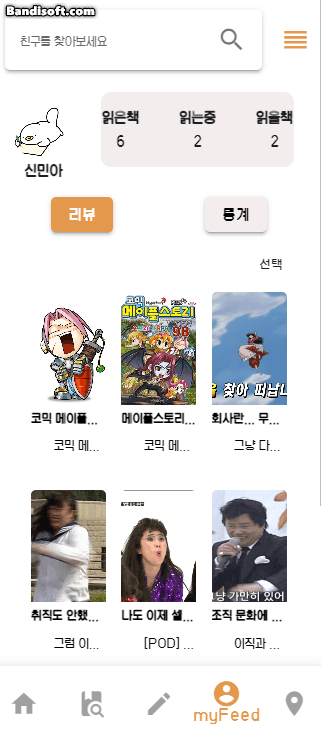 Bandisoft.com
친구를 찾아보세요
읽은책 읽는중 읽을책
6 2 2
신민아
리뷰 통계
선택
코믹
메이플스토리
98
을 찾아 떠납니
코믹 메이플... 메이플스토리... 회사란... 무...
코믹 메... 코믹 메... 그냥 다...
그냥 가만히 있어
취직도 안했... 나도 이제 셀... 조직 문화에 ...
그럼 이... [POD] ... 이직과 ...
myFeed